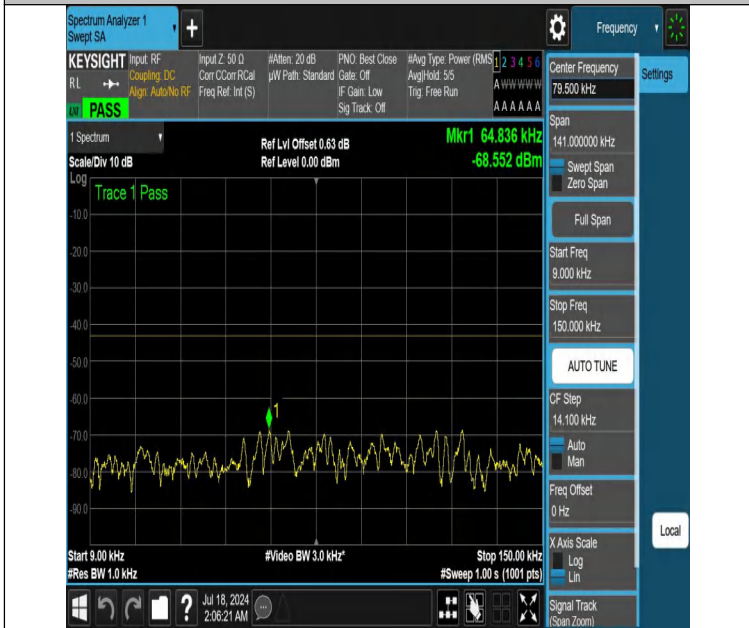 Spectrum Analyzer 1
Swept SA
Frequency
KEYSIGHT
RL
PASS
Input: RF
Coupling: DC
Align: Auto/No RF
Input Z: 50 Ω
Corr CCorr RCal
Freq Ref: Int (S)
#Atten: 20 dB
µW Path: Standard
PNO: Best Close
Gate: Off
IF Gain: Low
Sig Track: Off
#Avg Type: Power (RMS
Avg|Hold: 5/5
Trig: Free Run
1 2 3 4 5 6
A W W W W W
A A A A A A
Settings
Center Frequency
79.500 kHz
Span
141.000000 kHz
Swept Span
Zero Span
Full Span
Start Freq
9.000 kHz
Stop Freq
150.000 kHz
AUTO TUNE
CF Step
14.100 kHz
Auto
Man
Freq Offset
0 Hz
X Axis Scale
Log
Lin
Signal Track
(Span Zoom)
Local
1 Spectrum
Scale/Div 10 dB
Ref Lvl Offset 0.63 dB
Ref Level 0.00 dBm
Mkr1 64.836 kHz
-68.552 dBm
Log
Trace 1 Pass
-10.0
-20.0
-30.0
-40.0
-50.0
-60.0
-70.0
-80.0
-90.0
1
Start 9.00 kHz
#Res BW 1.0 kHz
#Video BW 3.0 kHz*
Stop 150.00 kHz
#Sweep 1.00 s (1001 pts)
Jul 18, 2024
2:06:21 AM